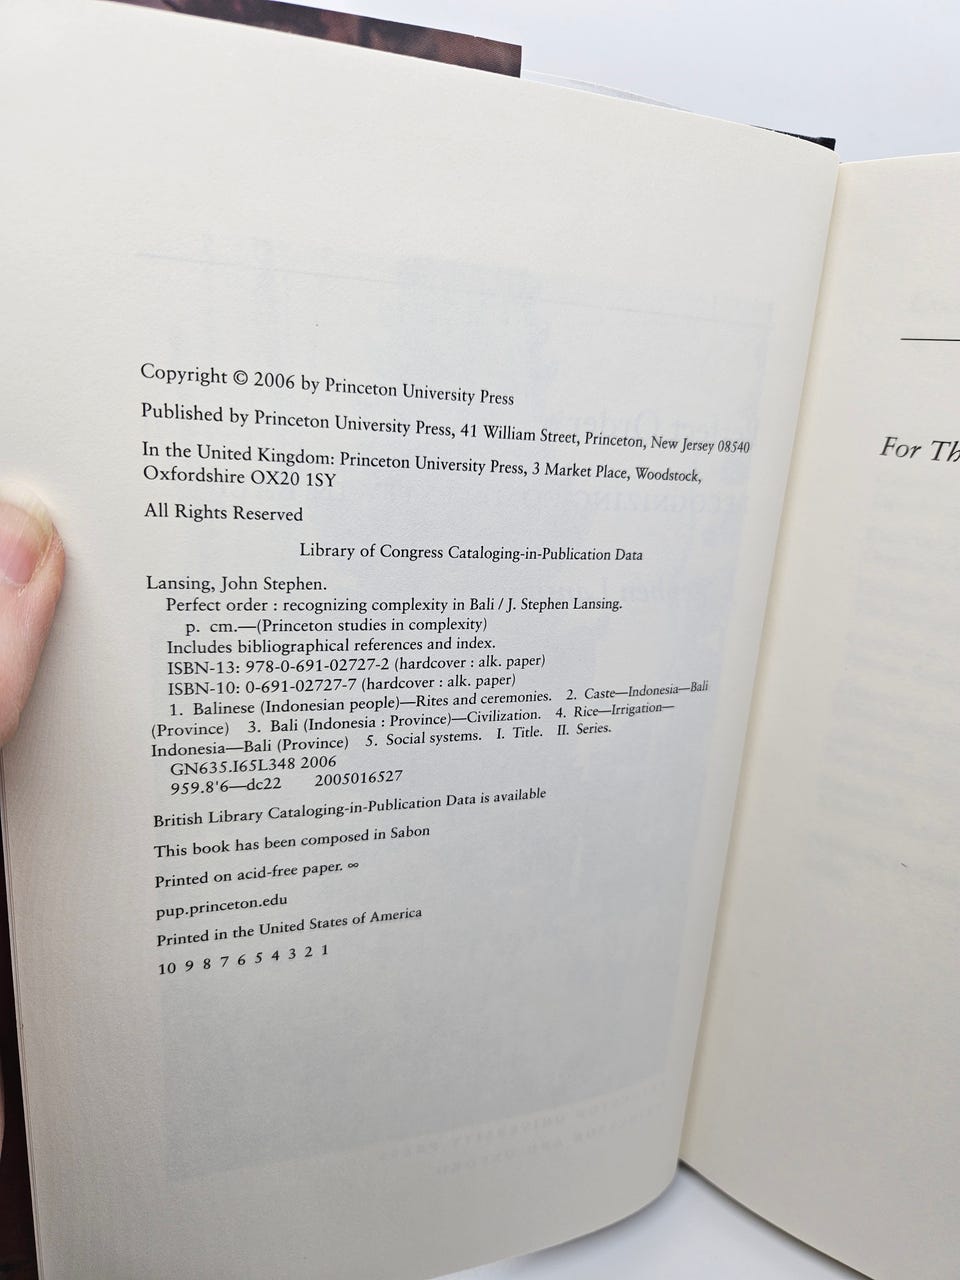 Copyright © 2006 by Princeton University Press
Published by Princeton University Press, 41 William Street, Princeton, New Jersey 08540
In the United Kingdom: Princeton University Press, 3 Market Place, Woodstock,
Oxfordshire OX20 1SY
All Rights Reserved
Library of Congress Cataloging-in-Publication Data
Lansing, John Stephen.
Perfect order : recognizing complexity in Bali / J. Stephen Lansing.
p. cm.—(Princeton studies in complexity)
Includes bibliographical references and index.
ISBN-13: 978-0-691-02727-2 (hardcover : alk. paper)
ISBN-10: 0-691-02727-7 (hardcover : alk. paper)
1. Balinese (Indonesian people)—Rites and ceremonies. 2. Caste—Indonesia—Bali
(Province) 3. Bali (Indonesia : Province)—Civilization. 4. Rice—Irrigation—
Indonesia—Bali (Province) 5. Social systems. I. Title. II. Series.
GN635.I65L348 2006
959.8'6—dc22 2005016527
British Library Cataloging-in-Publication Data is available
This book has been composed in Sabon
Printed on acid-free paper. ∞
pup.princeton.edu
Printed in the United States of America
10 9 8 7 6 5 4 3 2 1
For Th